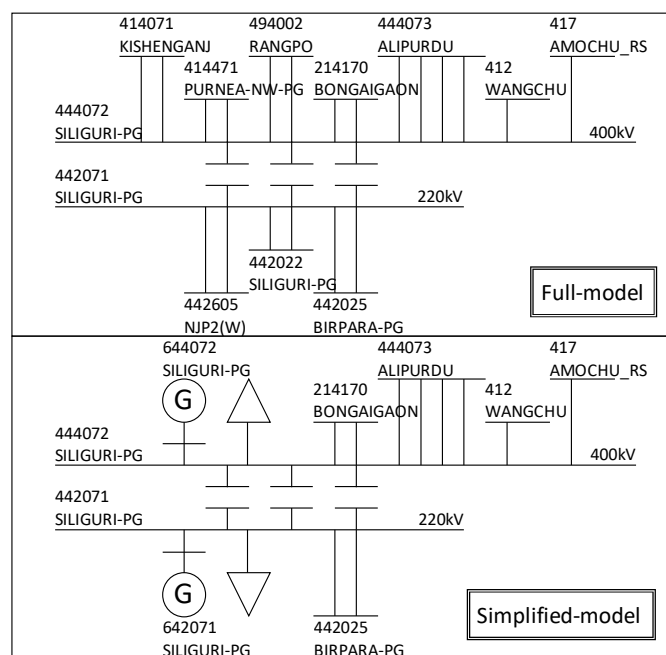 414071
KISHENGANJ
494002
RANGPO
444073
ALIPURDU
417
AMOCHU_RS
414471
PURNEA-NW-PG
214170
BONGAIGAON
412
WANGCHU
444072
SILIGURI-PG
400kV
442071
SILIGURI-PG
220kV
442022
SILIGURI-PG
442605
NJP2(W)
442025
BIRPARA-PG
Full-model
644072
SILIGURI-PG
G
444073
ALIPURDU
417
AMOCHU_RS
214170
BONGAIGAON
412
WANGCHU
444072
SILIGURI-PG
400kV
442071
SILIGURI-PG
220kV
G
642071
SILIGURI-PG
442025
BIRPARA-PG
Simplified-model